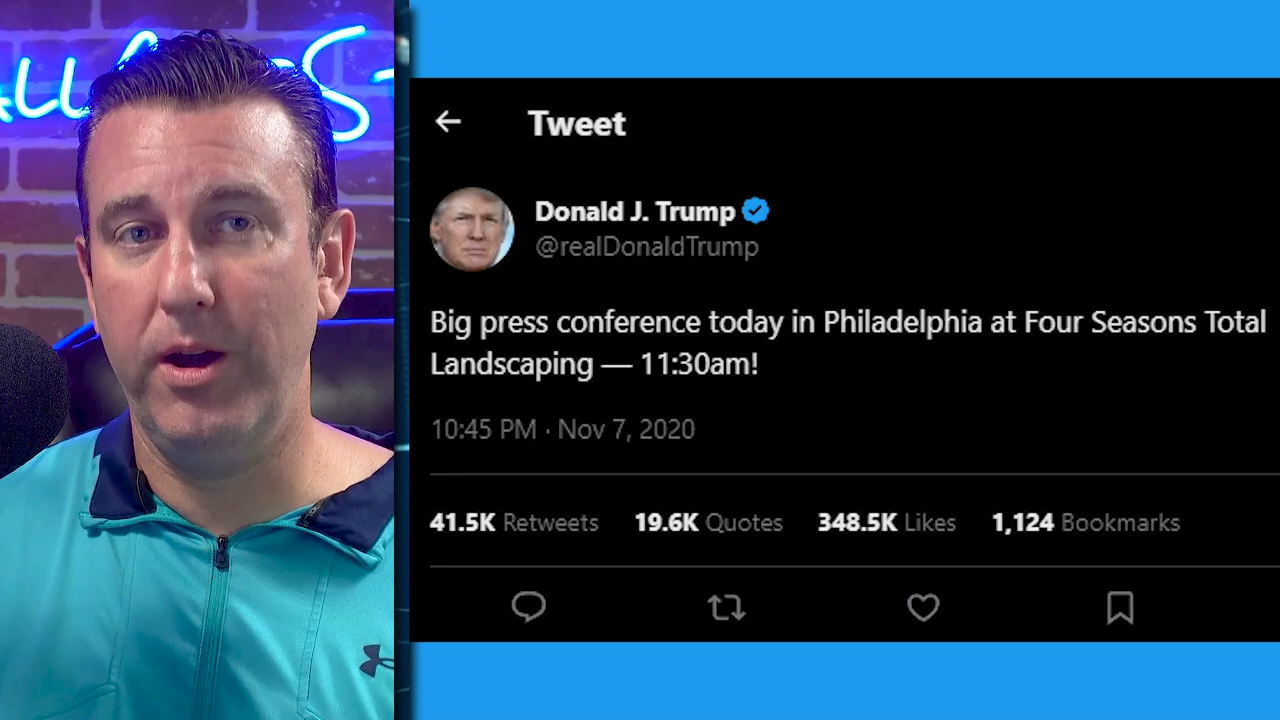 Tweet
Donald J. Trump
@realDonaldTrump
Big press conference today in Philadelphia at Four Seasons Total
Landscaping — 11:30am!
10:45 PM · Nov 7, 2020
41.5K Retweets 19.6K Quotes 348.5K Likes 1,124 Bookmarks